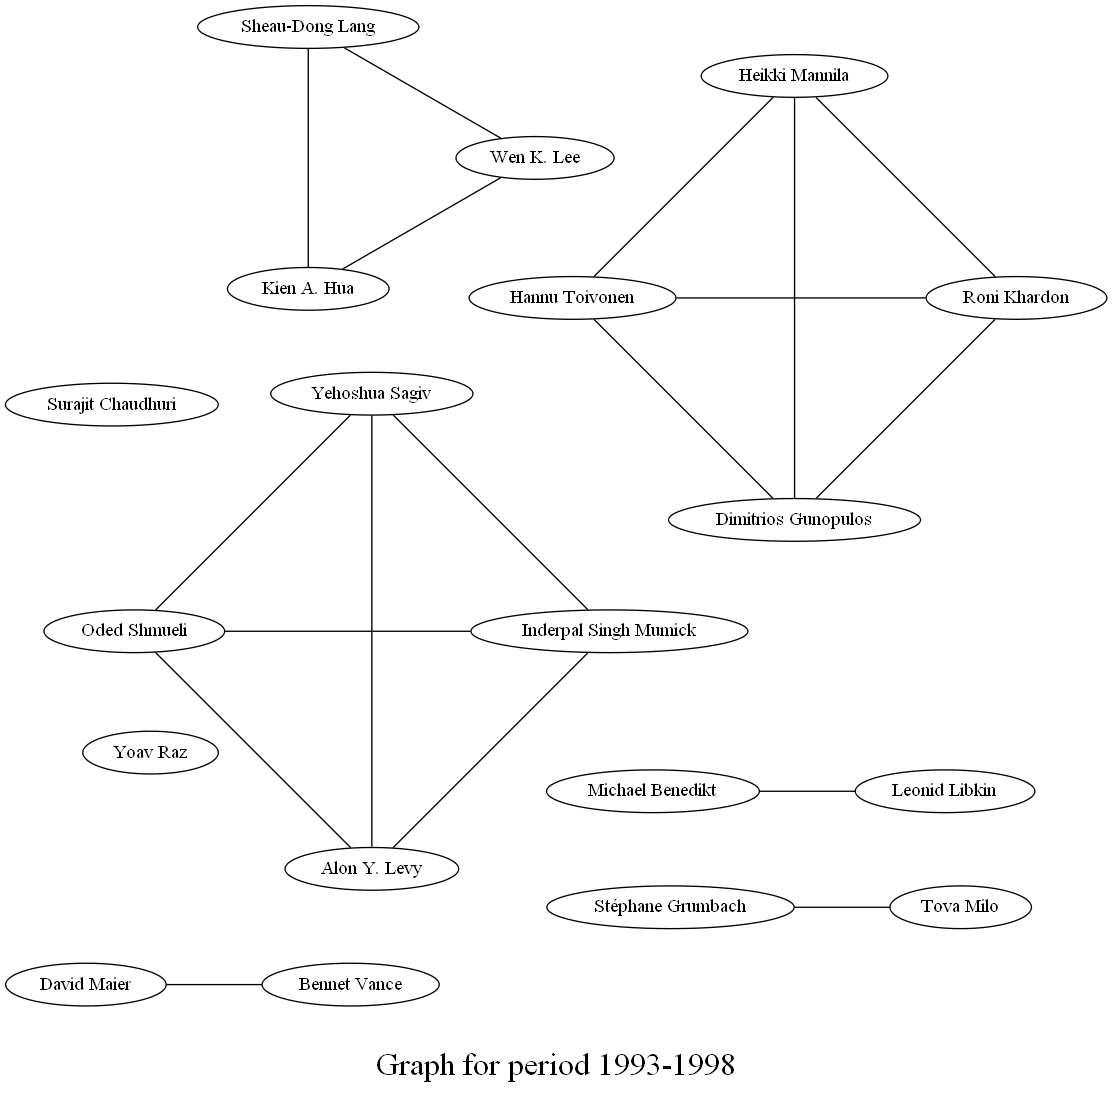 Sheau-Dong Lang
Heikki Mannila
Wen K. Lee
Kien A. Hua
Hannu Toivonen
Roni Khardon
Yehoshua Sagiv
Surajit Chaudhuri
Dimitrios Gunopulos
Oded Shmueli
Inderpal Singh Mumick
Yoav Raz
Michael Benedikt
Leonid Libkin
Alon Y. Levy
Stéphane Grumbach
Tova Milo
David Maier
Bennet Vance
Graph for period 1993-1998